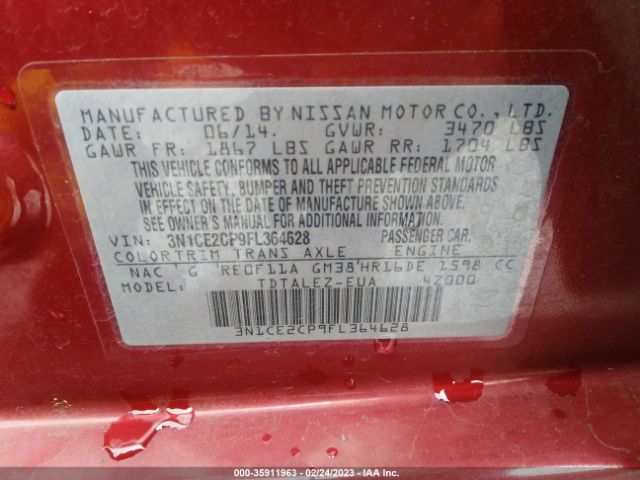 MANUFACTURED BY NISSAN MOTOR CO., LTD.
DATE: 06/14. GVWR: 3470 LBS
GAWR FR: 1867 LBS GAWR RR: 1704 LBS
THIS VEHICLE CONFORMS TO ALL APPLICABLE FEDERAL MOTOR
VEHICLE SAFETY, BUMPER AND THEFT PREVENTION STANDARDS
IN EFFECT ON THE DATE OF MANUFACTURE SHOWN ABOVE.
SEE OWNER'S MANUAL FOR ADDITIONAL INFORMATION.
VIN: 3N1CE2CP9FL364628 PASSENGER CAR.
COLOR TRIM TRANS AXLE ENGINE
NAC G RE0F11A GM38 HR16DE 1598 CC
MODEL: TDTALEZ-EUA 4Z000
3N1CE2CP9FL364628
000-35911963 - 02/24/2023 - IAA Inc.